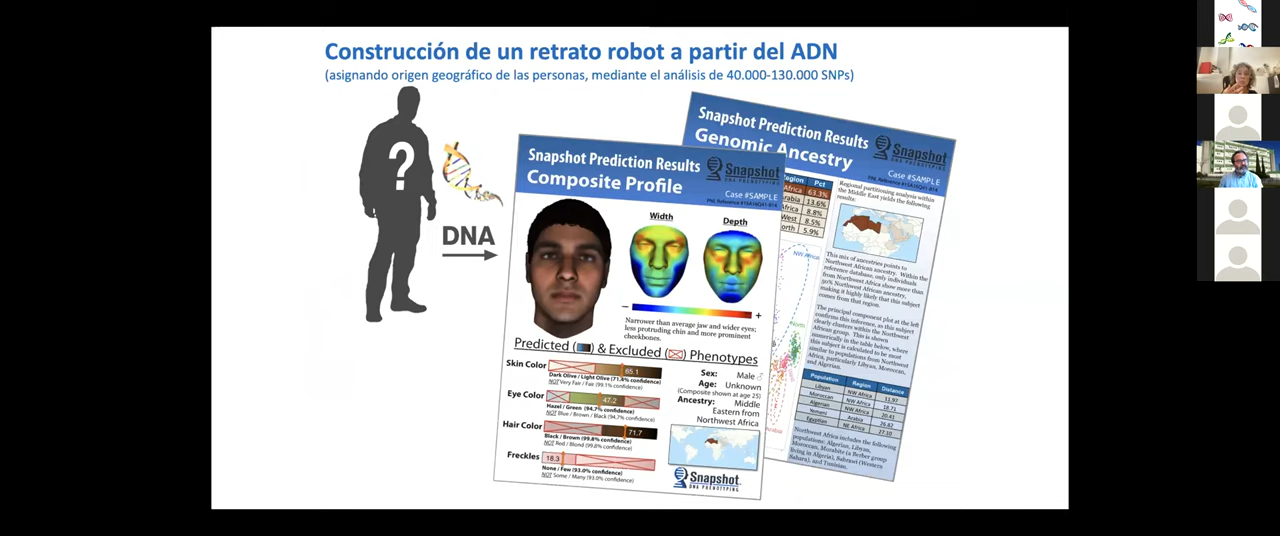 Construcción de un retrato robot a partir del ADN
(asignando origen geográfico de las personas, mediante el análisis de 40.000-130.000 SNPs)
?
DNA
Snapshot Prediction Results
Composite Profile
Snapshot
DNA PHENOTYPING
Case #SAMPLE
Width
Depth
- +
Narrower than average jaw and wider eyes;
less protruding chin and more prominent
cheekbones.
Predicted & Excluded Phenotypes
Skin Color
65.1
Dark Olive / Light Olive (71.4% confidence)
NOT Very Fair / Fair (99.1% confidence)
Eye Color
47.2
Hazel / Green (94.7% confidence)
NOT Blue / Brown / Black (94.7% confidence)
Hair Color
71.7
Black / Brown (99.8% confidence)
NOT Red / Blond (99.8% confidence)
Freckles
18.3
None / Few (93.0% confidence)
NOT Some / Many (93.0% confidence)
Sex: Male
Age: Unknown
(Composite shown at age 25)
Ancestry: Middle
Eastern from
Northwest Africa
Snapshot
DNA PHENOTYPING
Snapshot Prediction Results
Genomic Ancestry
Snapshot
DNA PHENOTYPING
Case #SAMPLE
Region Pct
Africa 63.3%
Arabia 13.6%
Africa 8.8%
West 8.5%
North 5.9%
NW Africa
North
Arabia
Regional partitioning analysis within
the Middle East yields the following
results:
This mix of ancestries points to
Northwest African ancestry. Within the
reference database, only individuals
from Northwest Africa show more than
50% Northwest African ancestry,
making it highly likely that this subject
comes from that region.
The principal component plot at the left
confirms this inference, as this subject
clearly clusters within the Northwest
African group. This is shown
numerically in the table below, where
this subject is calculated to be most
similar to populations from Northwest
Africa, particularly Libyan, Moroccan,
and Algerian.
Population Region Distance
Libyan NW Africa 11.97
Moroccan NW Africa 18.71
Algerian NW Africa 20.41
Yemeni Arabia 26.87
Egyptian NE Africa 27.10
Northwest Africa includes the following
populations: Algerian, Libyan,
Moroccan, Mozabite (a Berber group
living in Algeria), Sahrawi (Western
Sahara), and Tunisian.